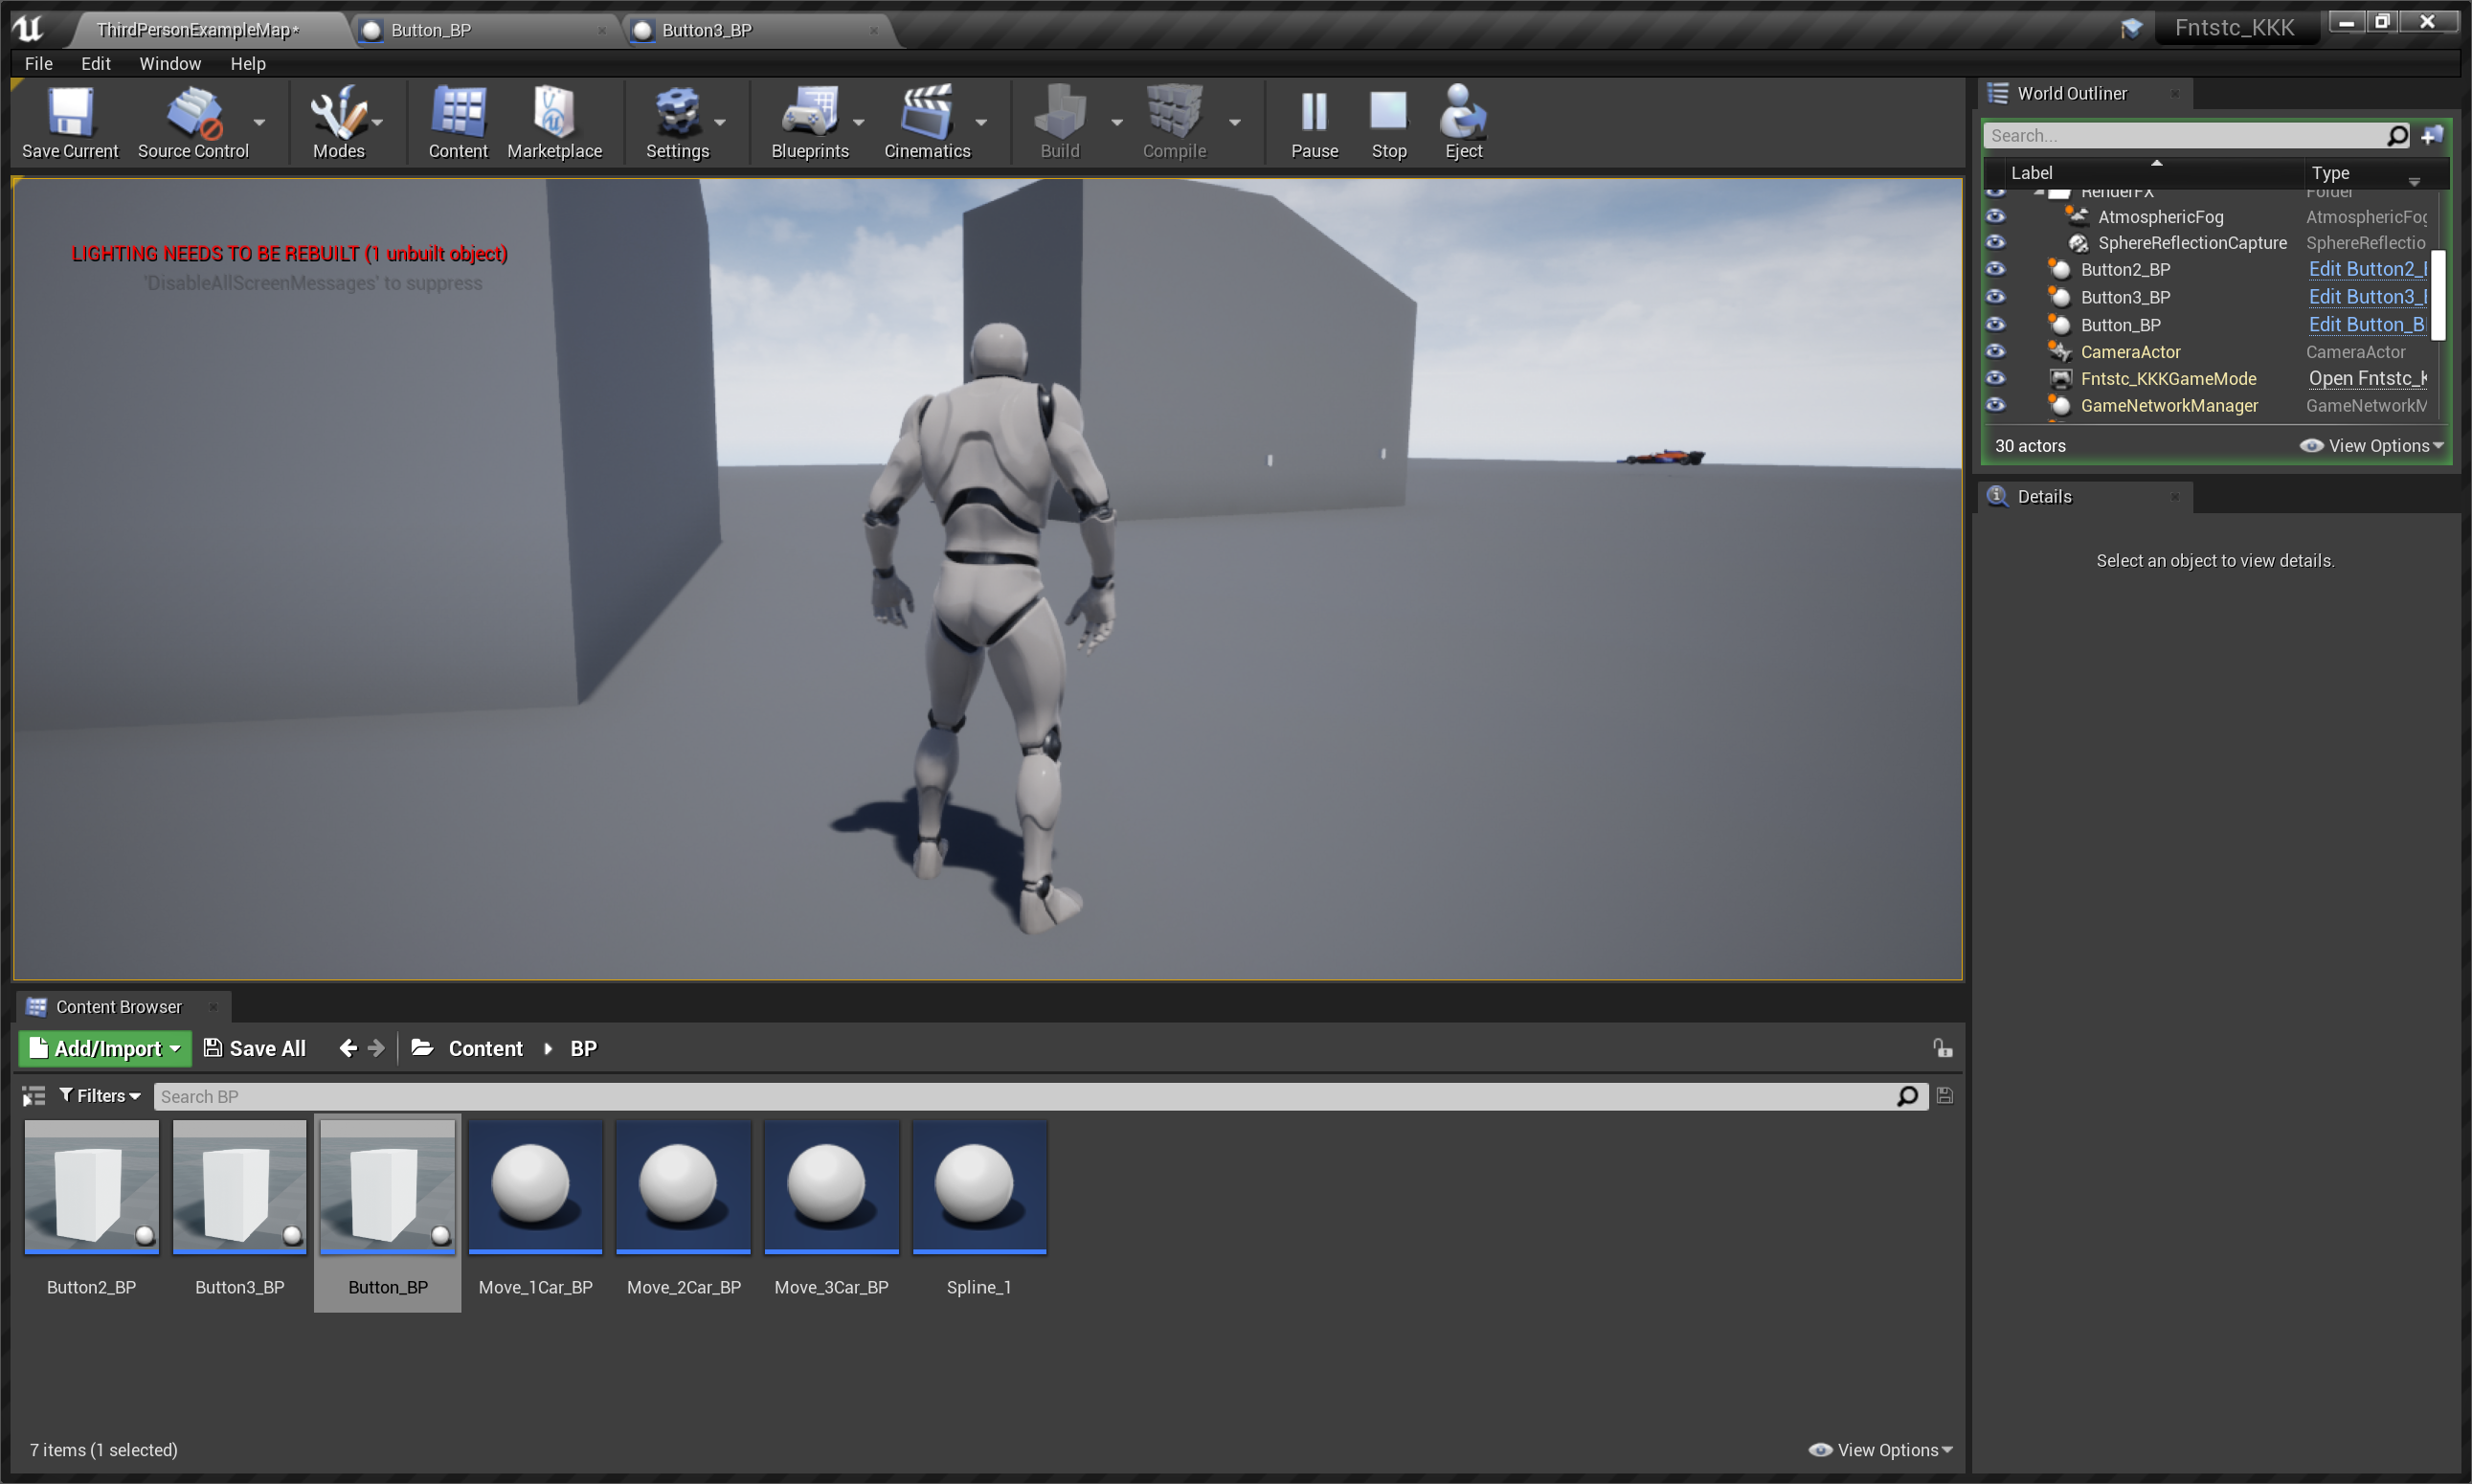 ThirdPersonExampleMap*
Button_BP
Button3_BP
Fntstc_KKK
File Edit Window Help
Save Current
Source Control
Modes
Content
Marketplace
Settings
Blueprints
Cinematics
Build
Compile
Pause
Stop
Eject
LIGHTING NEEDS TO BE REBUILT (1 unbuilt object)
'DisableAllScreenMessages' to suppress
World Outliner
Search...
Label Type
RenderFX Folder
AtmosphericFog AtmosphericFog
SphereReflectionCapture SphereReflectio
Button2_BP Edit Button2_
Button3_BP Edit Button3_
Button_BP Edit Button_B
CameraActor CameraActor
Fntstc_KKKGameMode Open Fntstc_K
GameNetworkManager GameNetworkM
30 actors
View Options
Details
Select an object to view details.
Content Browser
Add/Import
Save All
Content
BP
Filters
Search BP
Button2_BP
Button3_BP
Button_BP
Move_1Car_BP
Move_2Car_BP
Move_3Car_BP
Spline_1
7 items (1 selected)
View Options